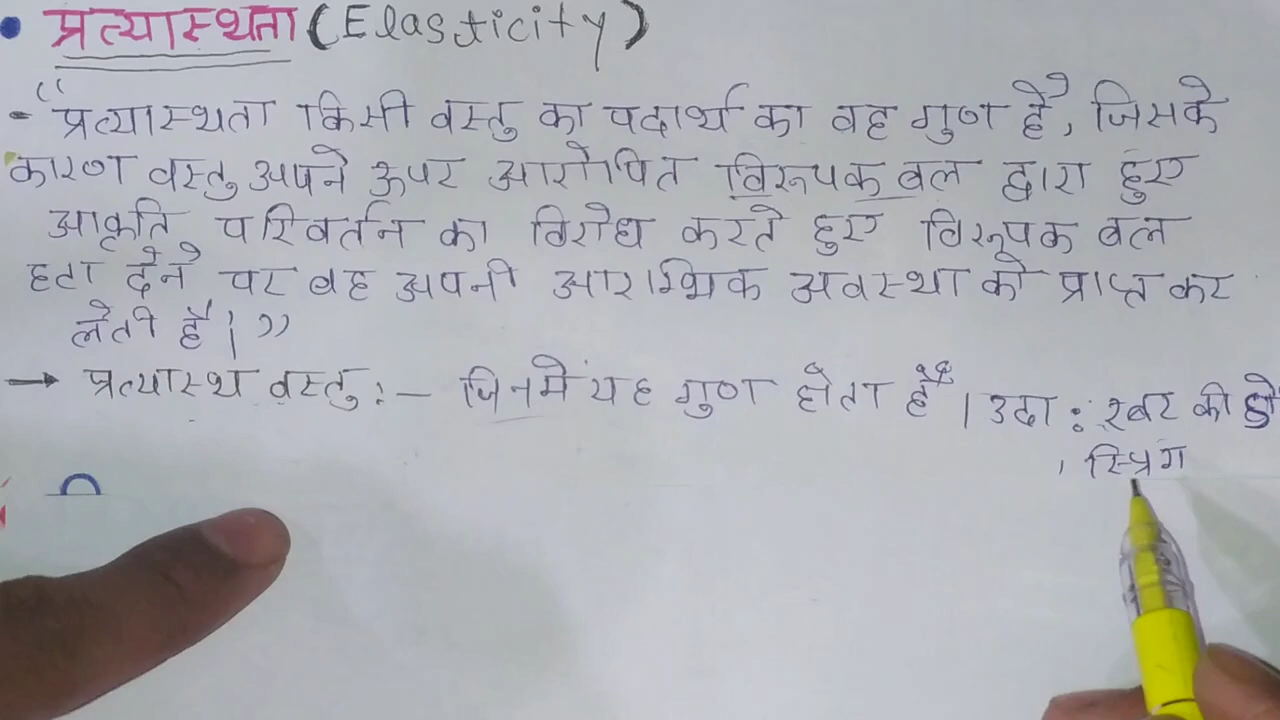 • प्रत्यास्थता (Elasticity)
- “प्रत्यास्थता किसी वस्तु का पदार्थ का वह गुण है, जिसके
कारण वस्तु अपने ऊपर आरोपित विरूपक बल द्वारा हुए
आकृति परिवर्तन का विरोध करते हुए विरूपक बल
हटा देने पर वह अपनी आरम्भिक अवस्था को प्राप्त कर
लेती है।”
→ प्रत्यास्थ वस्तु :- जिनमें यह गुण होता है। उदा : रबर की
, स्प्रिंग